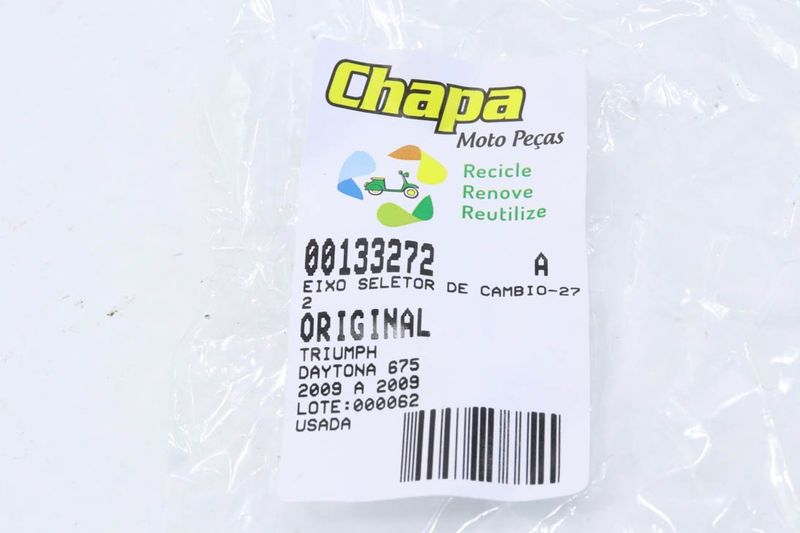 Chapa
Moto Peças
Recicle
Renove
Reutilize
00133272 A
EIXO SELETOR DE CAMBIO-27
2
ORIGINAL
TRIUMPH
DAYTONA 675
2009 A 2009
LOTE:000062
USADA